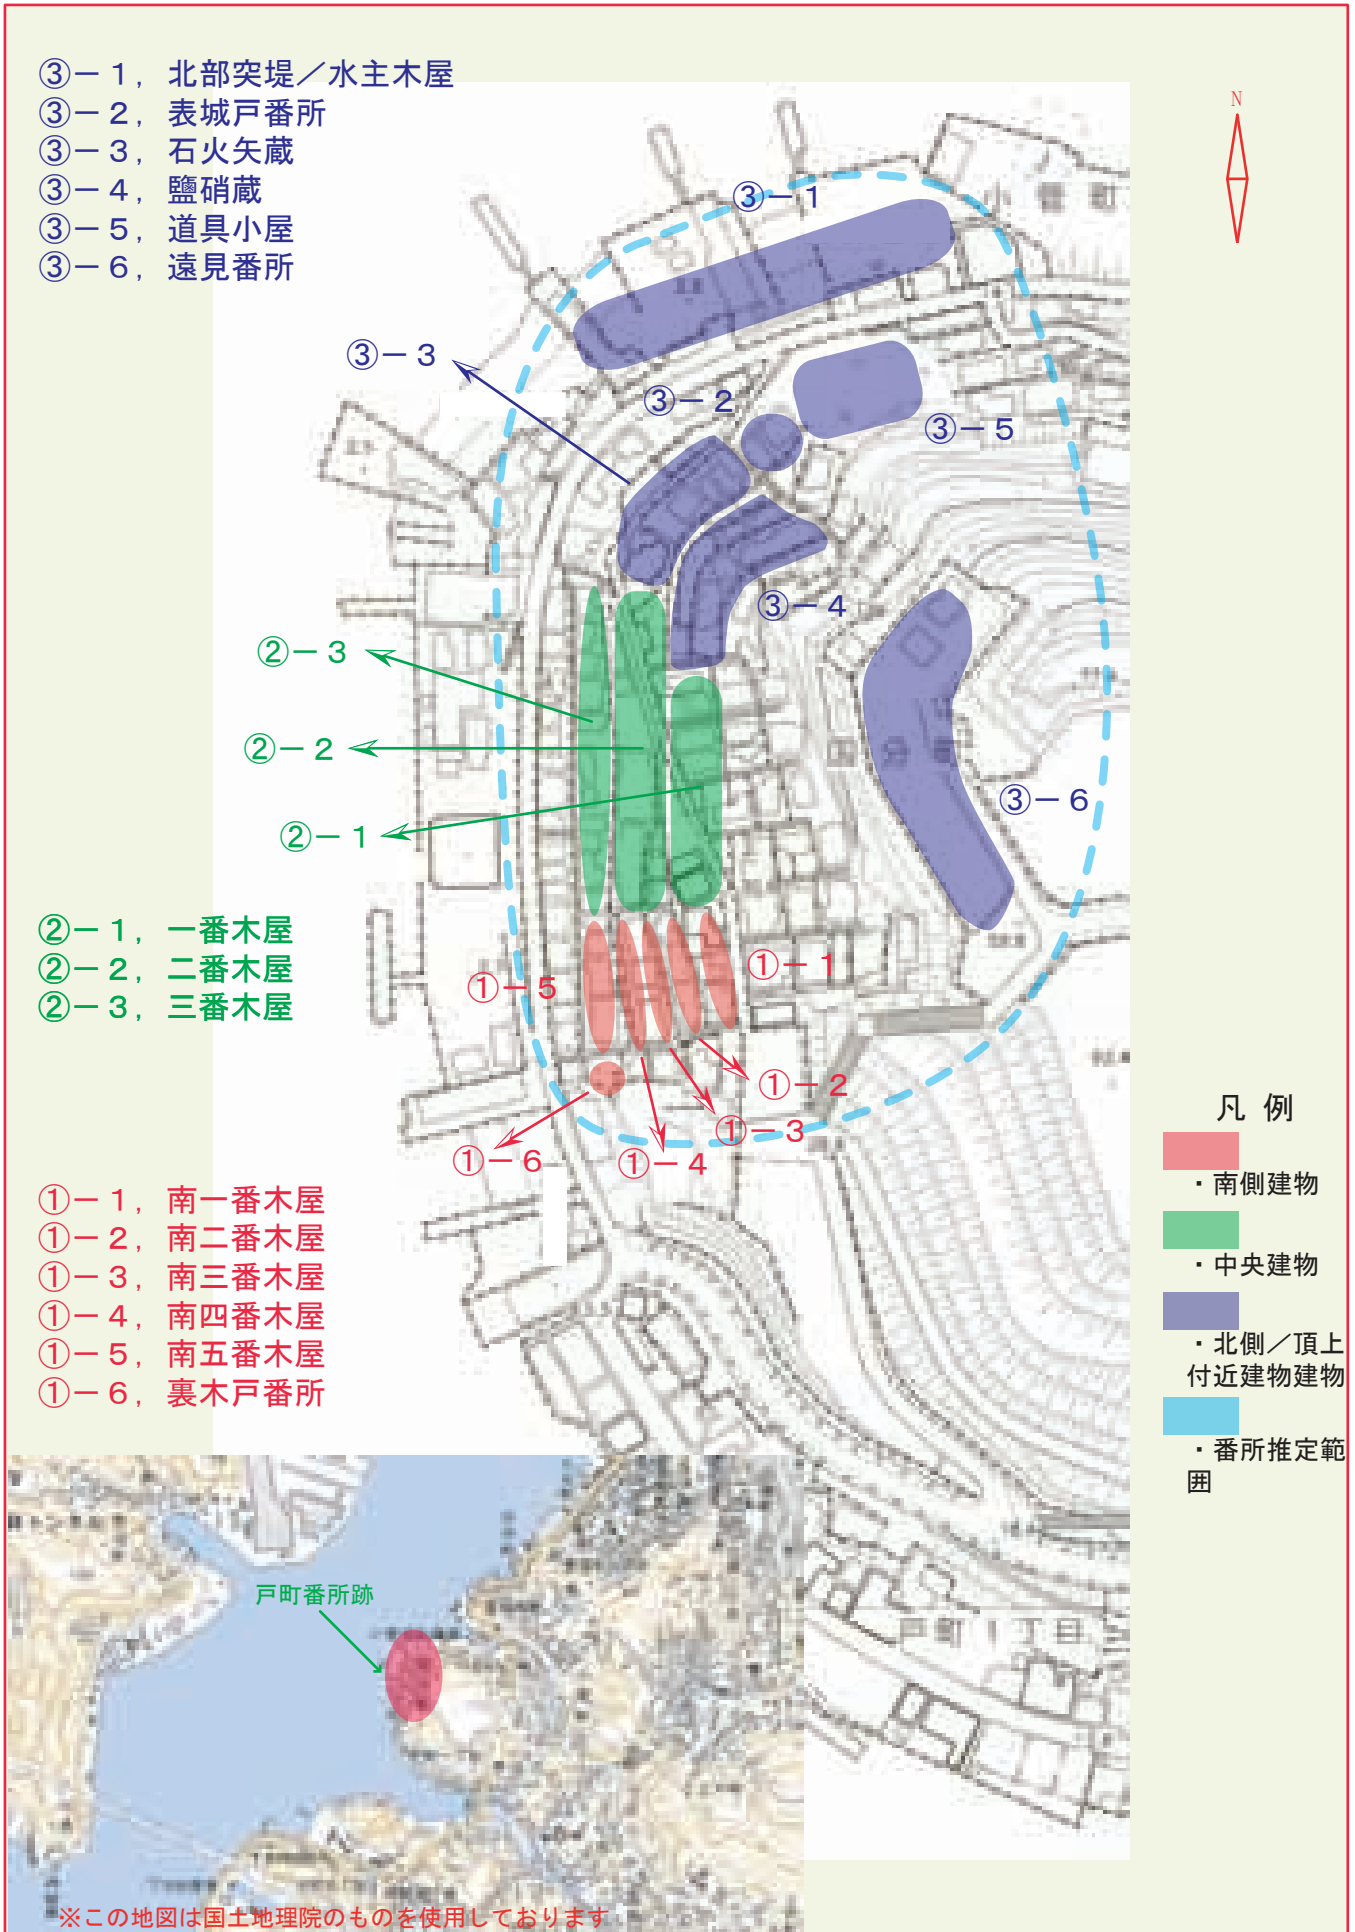 ③－１，北部突堤／水主木屋
③－２，表城戸番所
③－３，石火矢蔵
③－４，鹽硝蔵
③－５，道具小屋
③－６，遠見番所
N
③－１
③－３
③－２
③－５
③－４
②－３
②－２
③－６
②－１
②－１，一番木屋
②－２，二番木屋
②－３，三番木屋
①－１
①－５
①－２
①－３
①－６
①－４
①－１，南一番木屋
①－２，南二番木屋
①－３，南三番木屋
①－４，南四番木屋
①－５，南五番木屋
①－６，裏木戸番所
凡 例
・南側建物
・中央建物
・北側／頂上
付近建物建物
・番所推定範
囲
戸町番所跡
戸町１丁目
※この地図は国土地理院のものを使用しております